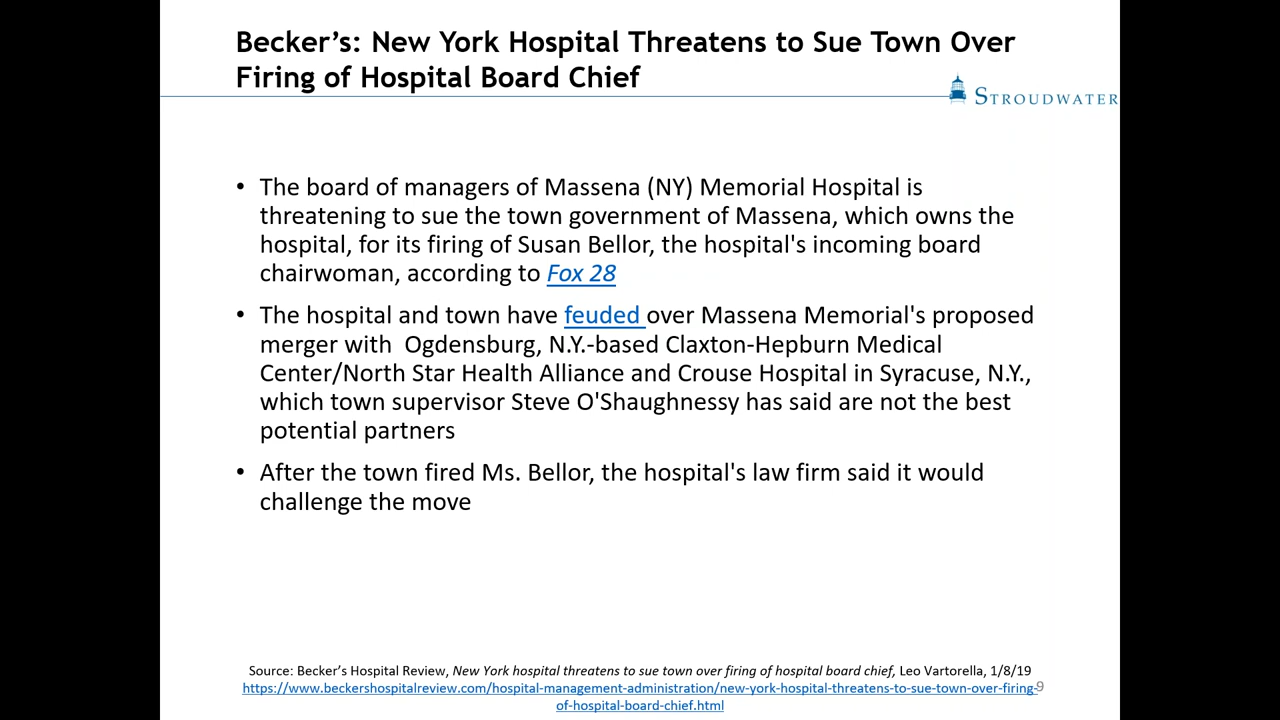 Becker’s: New York Hospital Threatens to Sue Town Over
Firing of Hospital Board Chief
STROUDWATER
• The board of managers of Massena (NY) Memorial Hospital is
threatening to sue the town government of Massena, which owns the
hospital, for its firing of Susan Bellor, the hospital's incoming board
chairwoman, according to Fox 28
• The hospital and town have feuded over Massena Memorial's proposed
merger with  Ogdensburg, N.Y.-based Claxton-Hepburn Medical
Center/North Star Health Alliance and Crouse Hospital in Syracuse, N.Y.,
which town supervisor Steve O'Shaughnessy has said are not the best
potential partners
• After the town fired Ms. Bellor, the hospital's law firm said it would
challenge the move
Source: Becker’s Hospital Review, New York hospital threatens to sue town over firing of hospital board chief, Leo Vartorella, 1/8/19
https://www.beckershospitalreview.com/hospital-management-administration/new-york-hospital-threatens-to-sue-town-over-firing-
of-hospital-board-chief.html
9